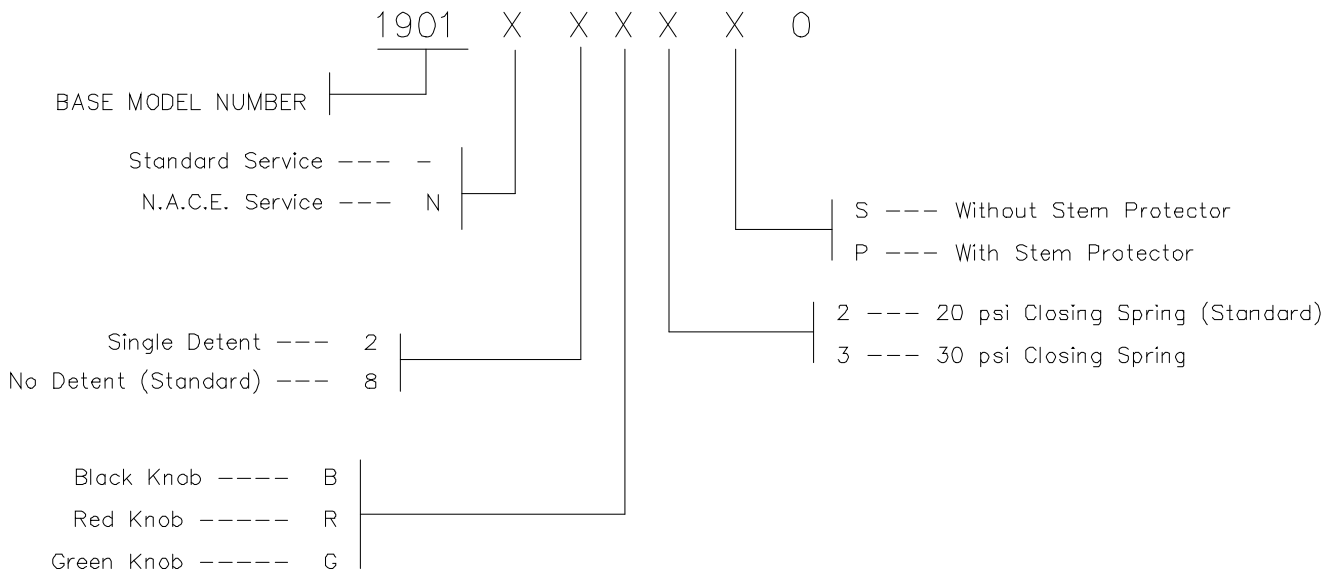 1901 X X X X X 0
BASE MODEL NUMBER
Standard Service --- -
N.A.C.E. Service --- N
S --- Without Stem Protector
P --- With Stem Protector
2 --- 20 psi Closing Spring (Standard)
3 --- 30 psi Closing Spring
Single Detent --- 2
No Detent (Standard) --- 8
Black Knob ---- B
Red Knob ----- R
Green Knob ----- G